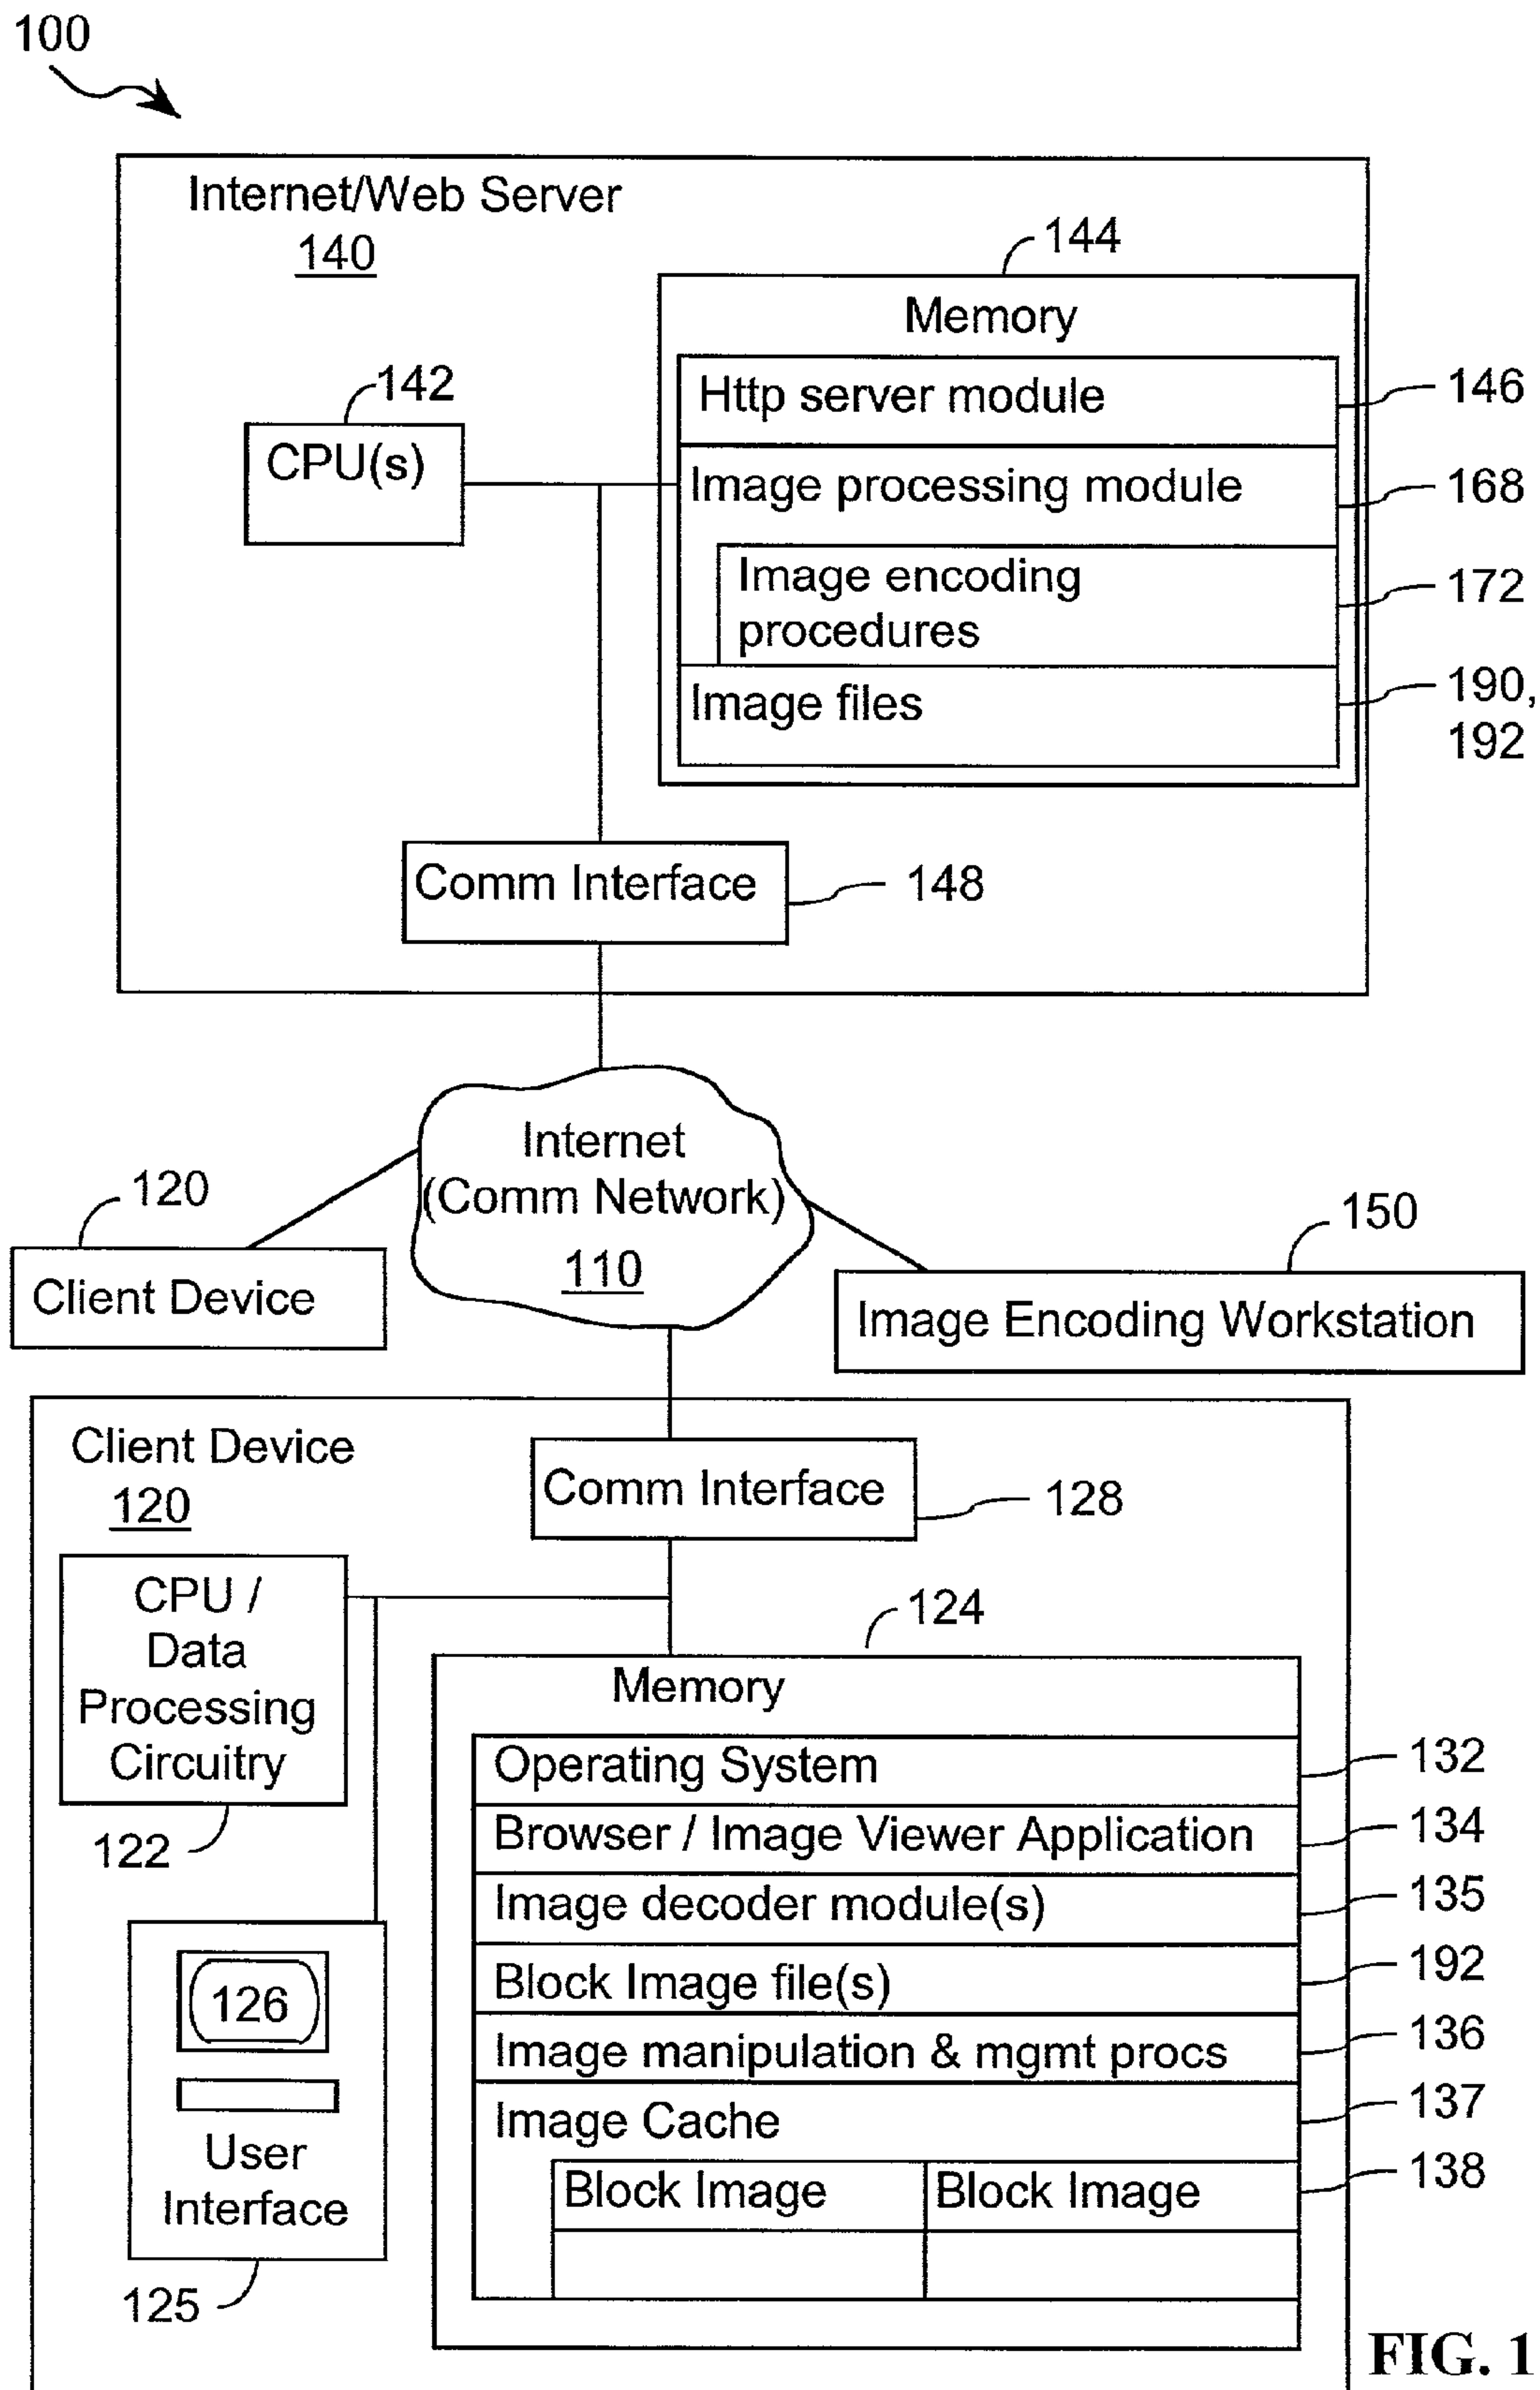 100
Internet/Web Server
140
144
Memory
142
CPU(s)
Http server module
146
Image processing module
168
Image encoding
procedures
172
Image files
190,
192
Comm Interface
148
Internet
(Comm Network)
110
120
Client Device
150
Image Encoding Workstation
Client Device
120
Comm Interface
128
CPU /
Data
Processing
Circuitry
122
124
Memory
Operating System
132
Browser / Image Viewer Application
134
Image decoder module(s)
135
Block Image file(s)
192
Image manipulation & mgmt procs
136
Image Cache
137
Block Image
Block Image
138
126
User
Interface
125
FIG. 1